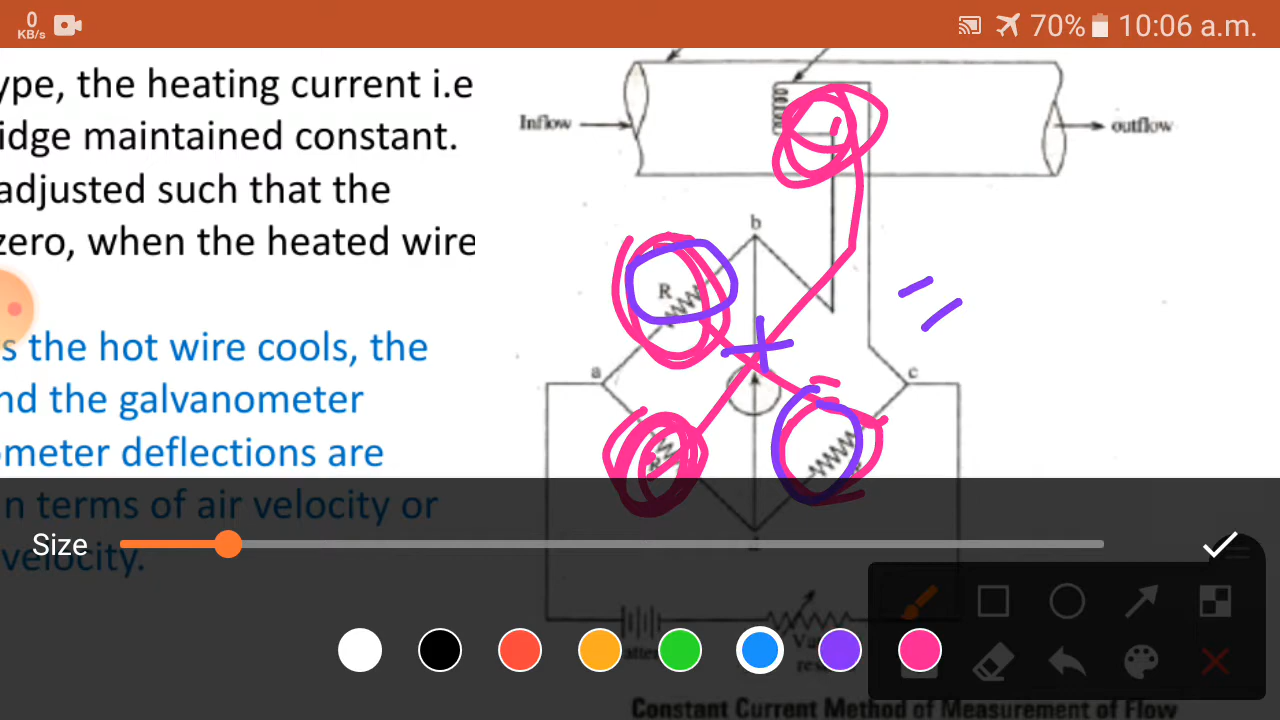 0
KB/s
70%
10:06 a.m.
ype, the heating current i.e
idge maintained constant.
adjusted such that the
zero, when the heated wire
s the hot wire cools, the
nd the galvanometer
ometer deflections are
n terms of air velocity or
velocity.
Inflow
outflow
b
R
a
c
Size
Constant Current Method of Measurement of Flow